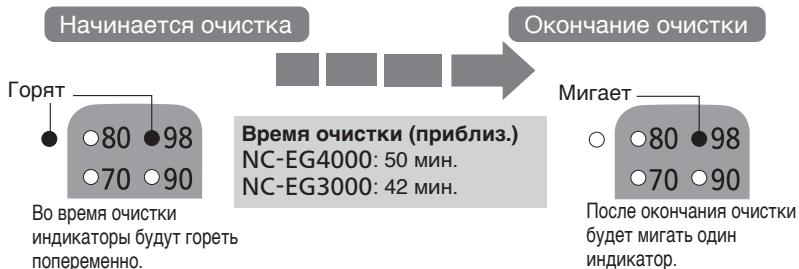 Начинается очистка
Окончание очистки
Горят
80 98
70 90
Во время очистки
индикаторы будут гореть
попеременно.
Время очистки (приблиз.)
NC-EG4000: 50 мин.
NC-EG3000: 42 мин.
Мигает
80 98
70 90
После окончания очистки
будет мигать один
индикатор.